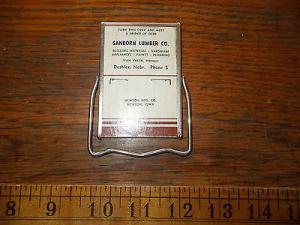 TURN THIS OVER AND MEET
A FRIEND OF OURS
SANBORN LUMBER CO.
BUILDING MATERIAL - HARDWARE
APPLIANCES - PAINTS - PLUMBING
Deshler, Nebr. Phone 5
NEWTON MFG. CO.
NEWTON, IOWA
8 9 10 11 12 13 14